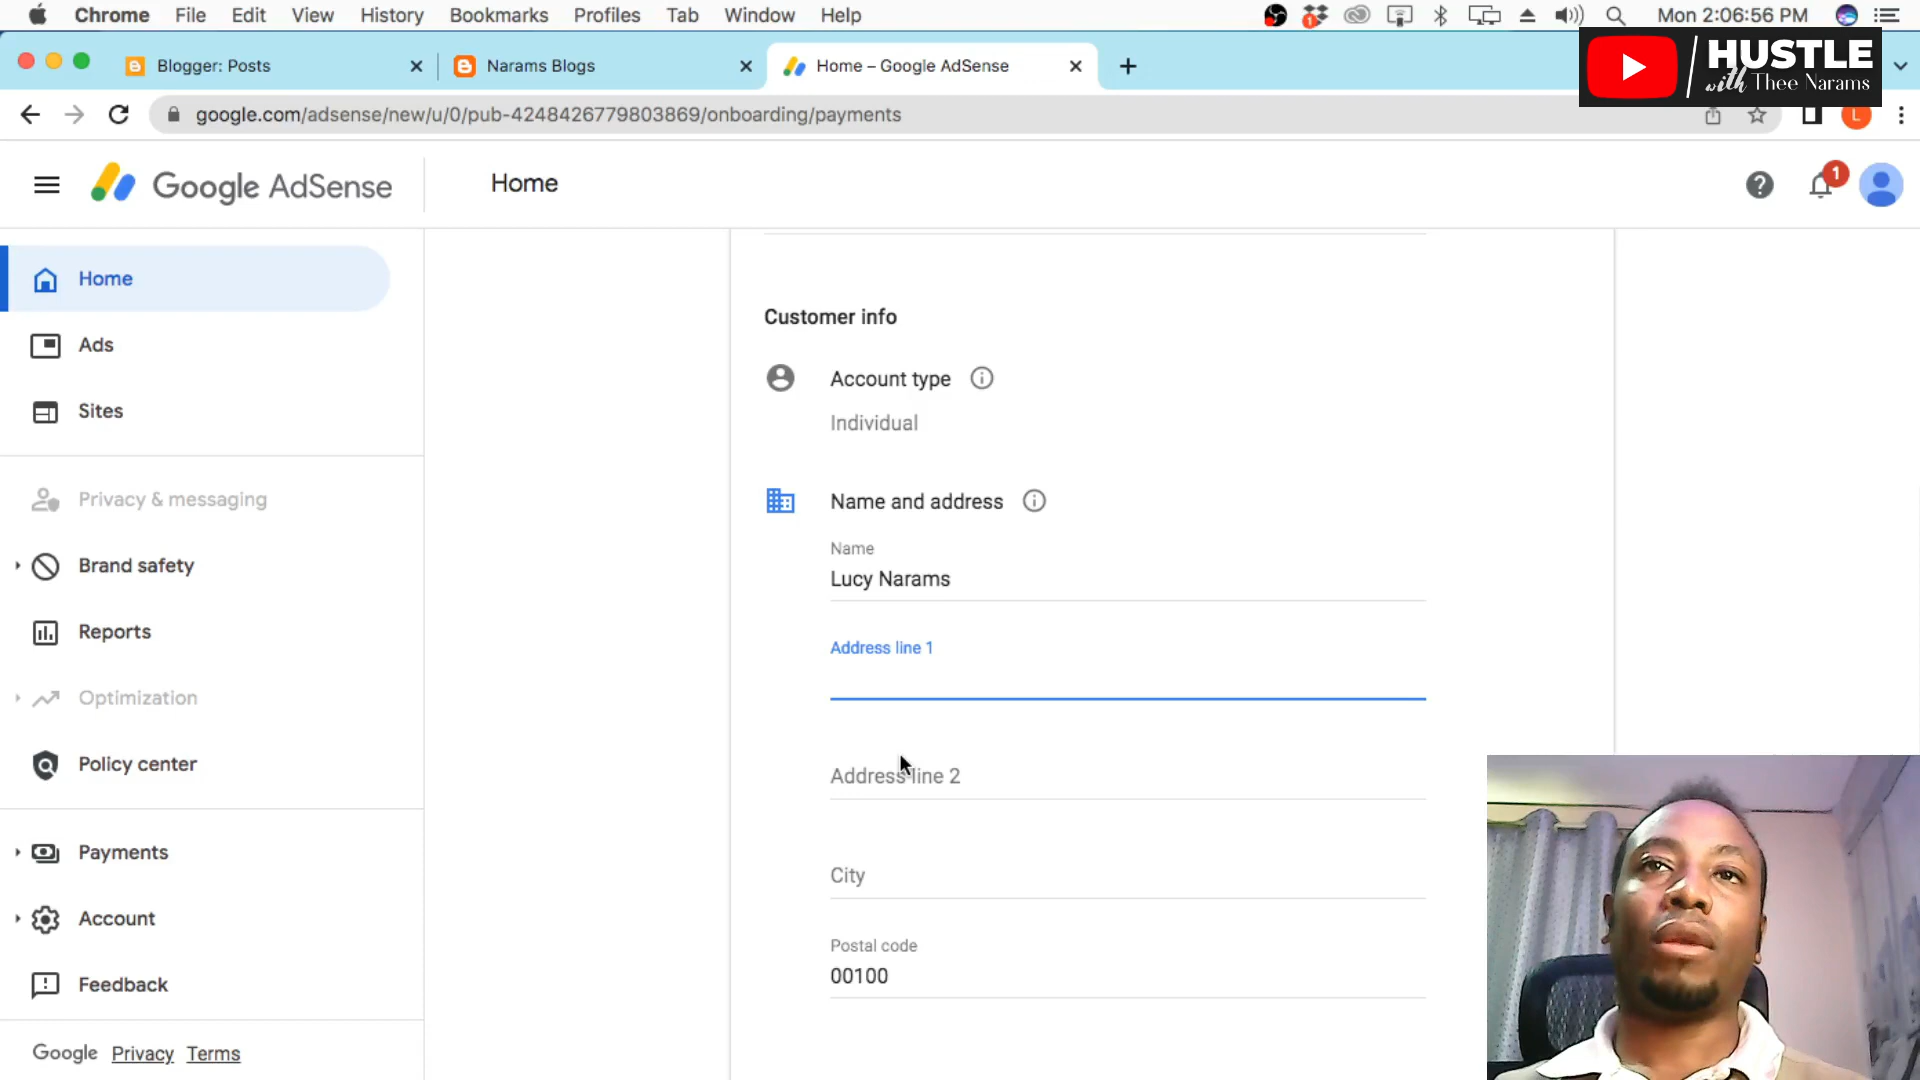 Chrome File Edit View History Bookmarks Profiles Tab Window Help
1
Mon 2:06:56 PM
Blogger: Posts
Narams Blogs
Home – Google AdSense
HUSTLE
with Thee Narams
google.com/adsense/new/u/0/pub-4248426779803869/onboarding/payments
L
Google AdSense
Home
1
Home
Ads
Sites
Privacy & messaging
Brand safety
Reports
Optimization
Policy center
Payments
Account
Feedback
Google Privacy Terms
Customer info
Account type
Individual
Name and address
Name
Lucy Narams
Address line 1
Address line 2
City
Postal code
00100